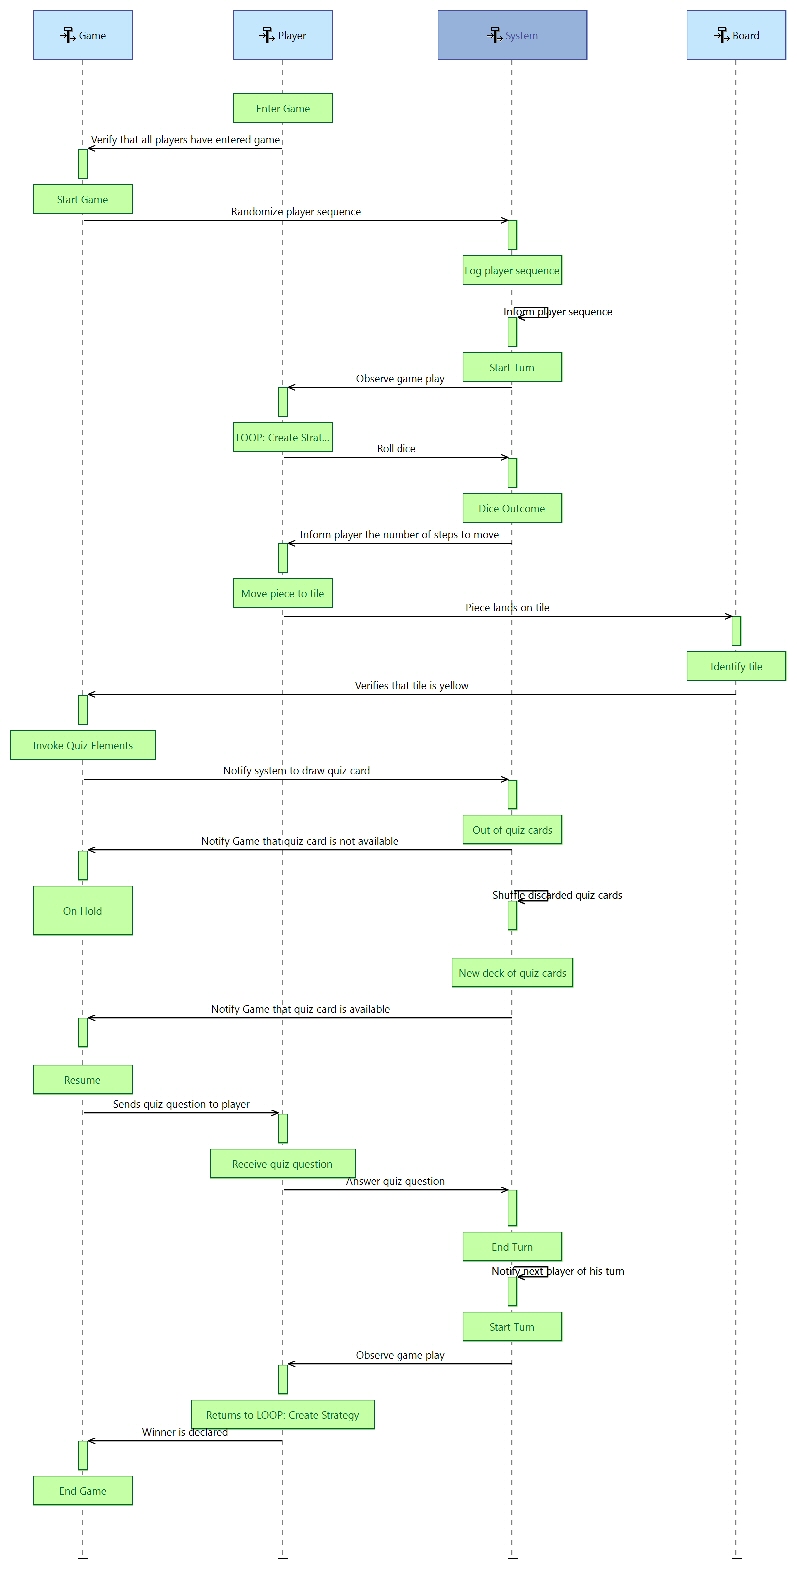 Game
Player
System
Board
Enter Game
Verify that all players have entered game
Start Game
Randomize player sequence
Log player sequence
Inform player sequence
Start Turn
Observe game play
LOOP: Create Strat...
Roll dice
Dice Outcome
Inform player the number of steps to move
Move piece to tile
Piece lands on tile
Identify tile
Verifies that tile is yellow
Invoke Quiz Elements
Notify system to draw quiz card
Out of quiz cards
Notify Game that quiz card is not available
On Hold
Shuffle discarded quiz cards
New deck of quiz cards
Notify Game that quiz card is available
Resume
Sends quiz question to player
Receive quiz question
Answer quiz question
End Turn
Notify next player of his turn
Start Turn
Observe game play
Returns to LOOP: Create Strategy
Winner is declared
End Game